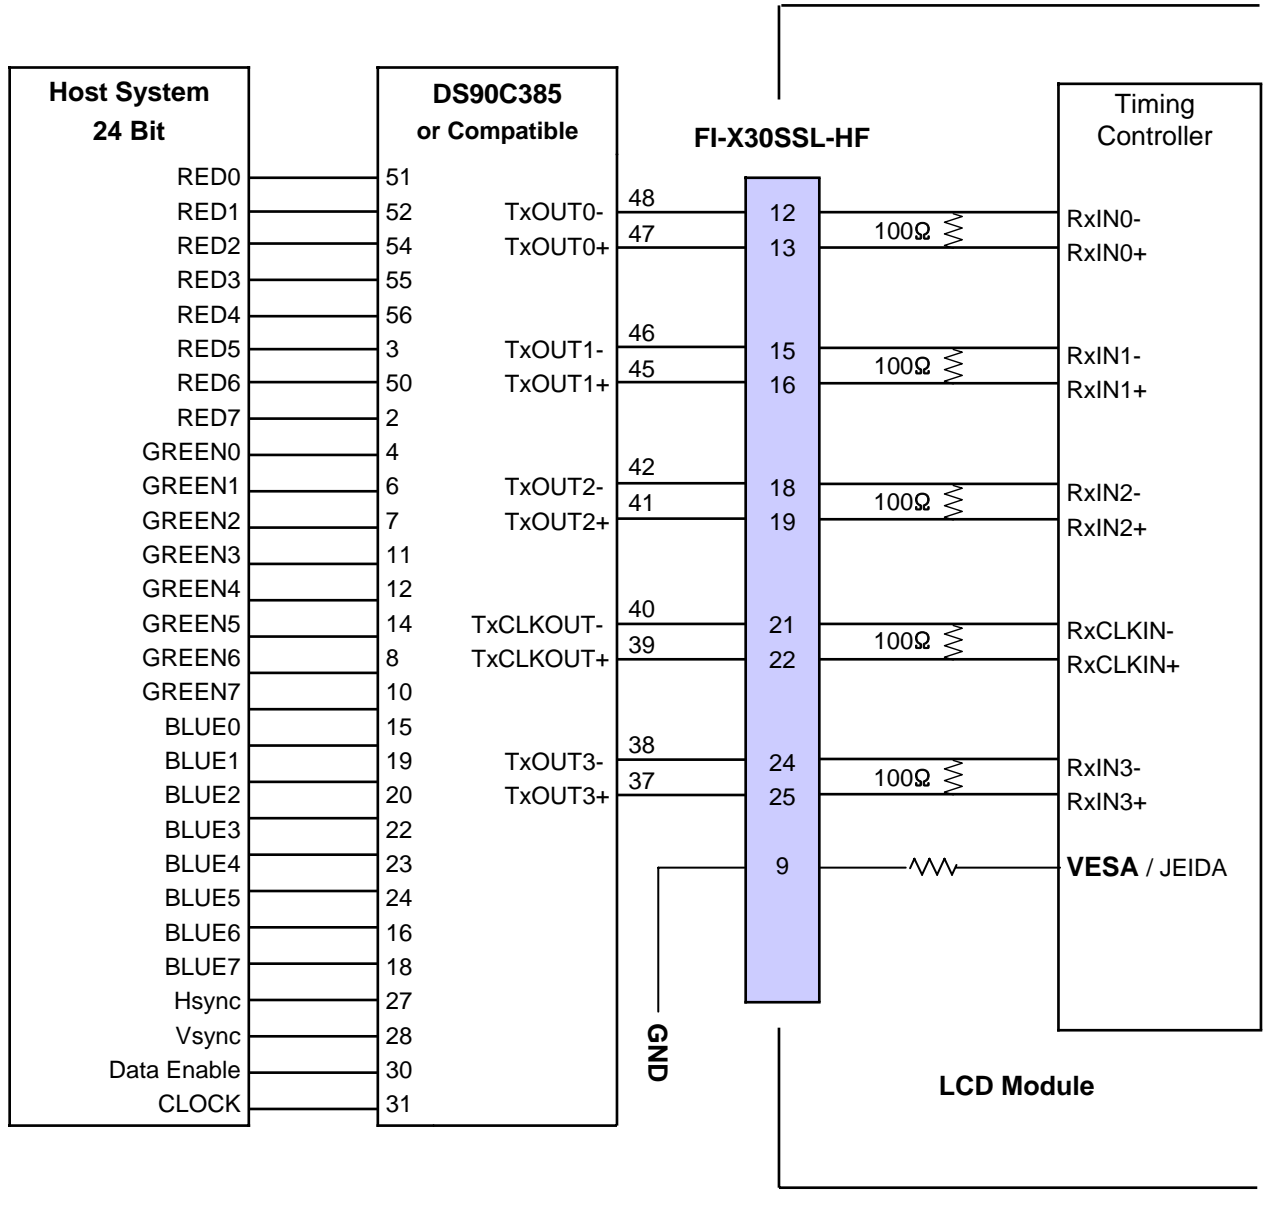 Host System
24 Bit
RED0
RED1
RED2
RED3
RED4
RED5
RED6
RED7
GREEN0
GREEN1
GREEN2
GREEN3
GREEN4
GREEN5
GREEN6
GREEN7
BLUE0
BLUE1
BLUE2
BLUE3
BLUE4
BLUE5
BLUE6
BLUE7
Hsync
Vsync
Data Enable
CLOCK
DS90C385
or Compatible
51
52
54
55
56
3
50
2
4
6
7
11
12
14
8
10
15
19
20
22
23
24
16
18
27
28
30
31
TxOUT0-
TxOUT0+
TxOUT1-
TxOUT1+
TxOUT2-
TxOUT2+
TxCLKOUT-
TxCLKOUT+
TxOUT3-
TxOUT3+
48
47
46
45
42
41
40
39
38
37
GND
FI-X30SSL-HF
12
13
15
16
18
19
21
22
24
25
9
100Ω
100Ω
100Ω
100Ω
100Ω
Timing
Controller
RxIN0-
RxIN0+
RxIN1-
RxIN1+
RxIN2-
RxIN2+
RxCLKIN-
RxCLKIN+
RxIN3-
RxIN3+
VESA / JEIDA
LCD Module